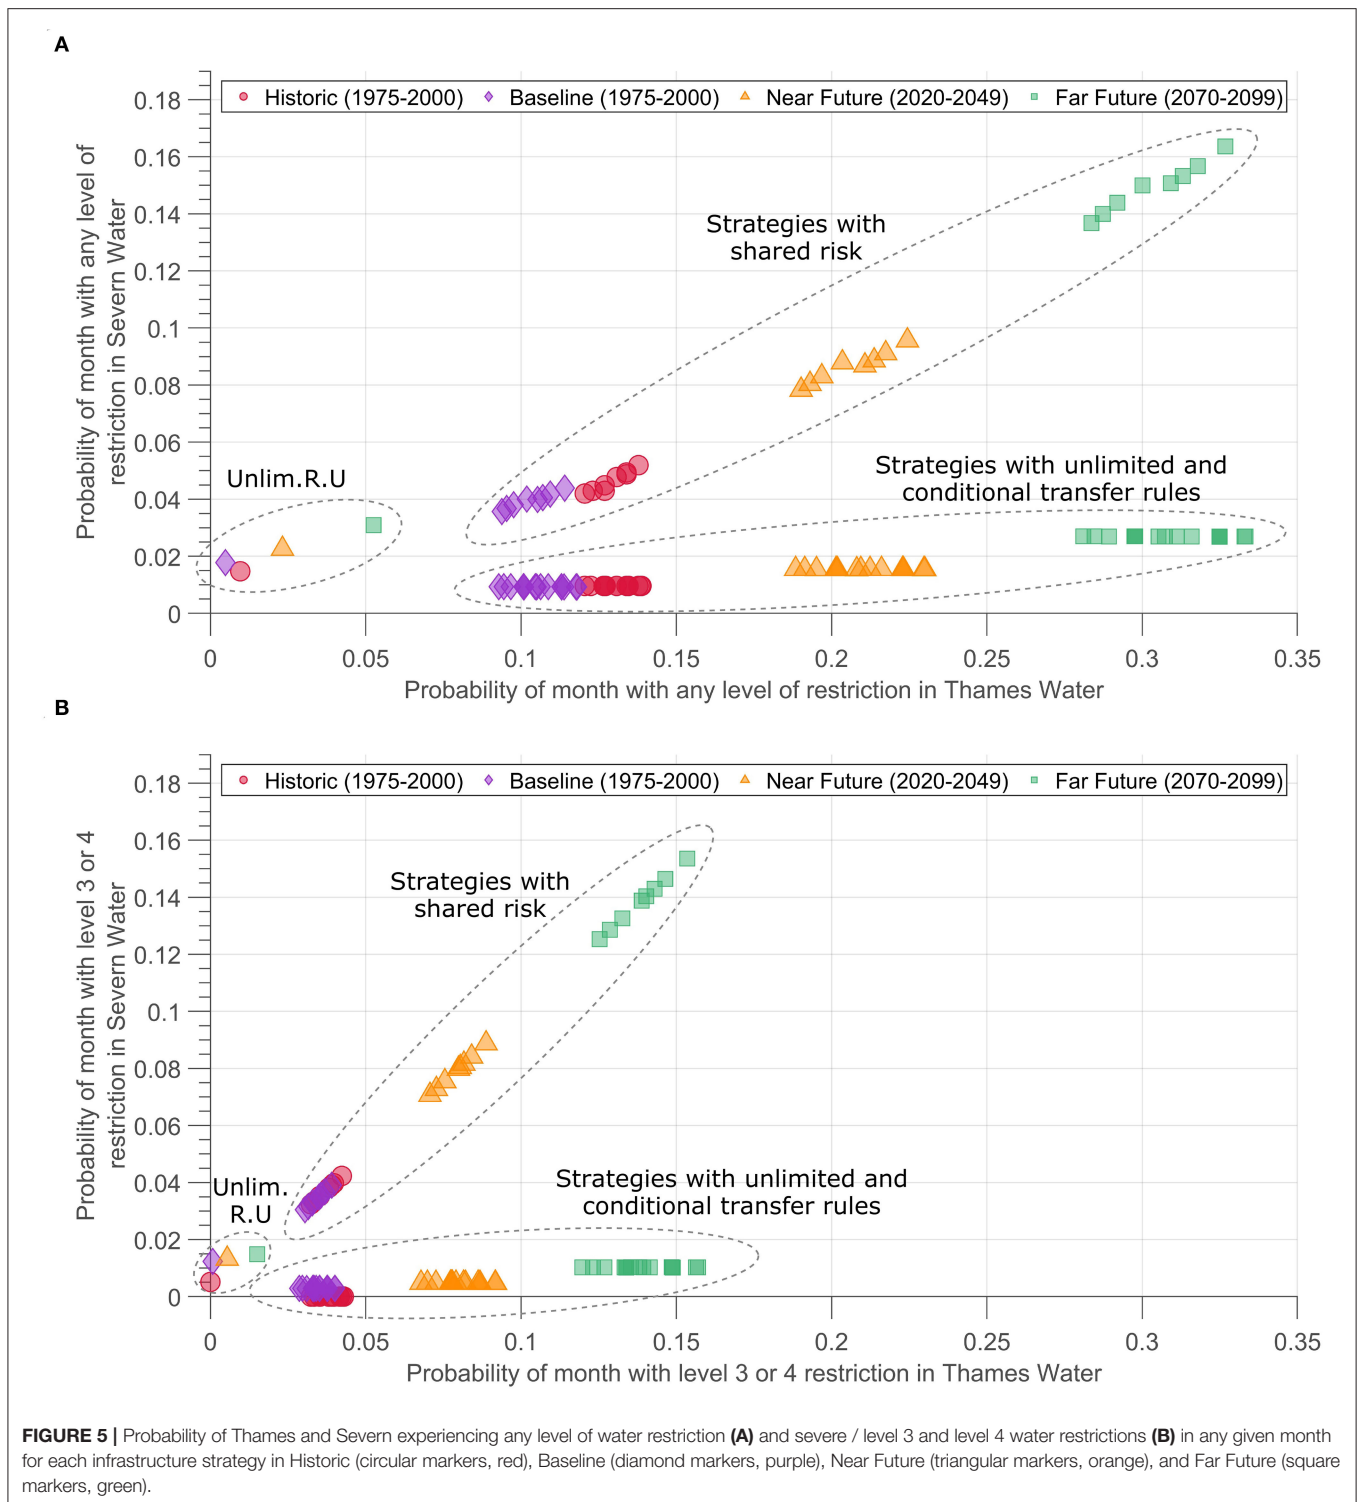 A
Historic (1975-2000) Baseline (1975-2000) Near Future (2020-2049) Far Future (2070-2099)
0.18
0.16
0.14
0.12
0.1
0.08
0.06
0.04
0.02
0
Probability of month with any level of
restriction in Severn Water
Strategies with
shared risk
Strategies with unlimited and
conditional transfer rules
Unlim.R.U
0 0.05 0.1 0.15 0.2 0.25 0.3 0.35
Probability of month with any level of restriction in Thames Water
B
Historic (1975-2000) Baseline (1975-2000) Near Future (2020-2049) Far Future (2070-2099)
0.18
0.16
0.14
0.12
0.1
0.08
0.06
0.04
0.02
0
Probability of month with level 3 or 4
restriction in Severn Water
Strategies with
shared risk
Strategies with unlimited and
conditional transfer rules
Unlim.
R.U
0 0.05 0.1 0.15 0.2 0.25 0.3 0.35
Probability of month with level 3 or 4 restriction in Thames Water
FIGURE 5 | Probability of Thames and Severn experiencing any level of water restriction (A) and severe / level 3 and level 4 water restrictions (B) in any given month
for each infrastructure strategy in Historic (circular markers, red), Baseline (diamond markers, purple), Near Future (triangular markers, orange), and Far Future (square
markers, green).